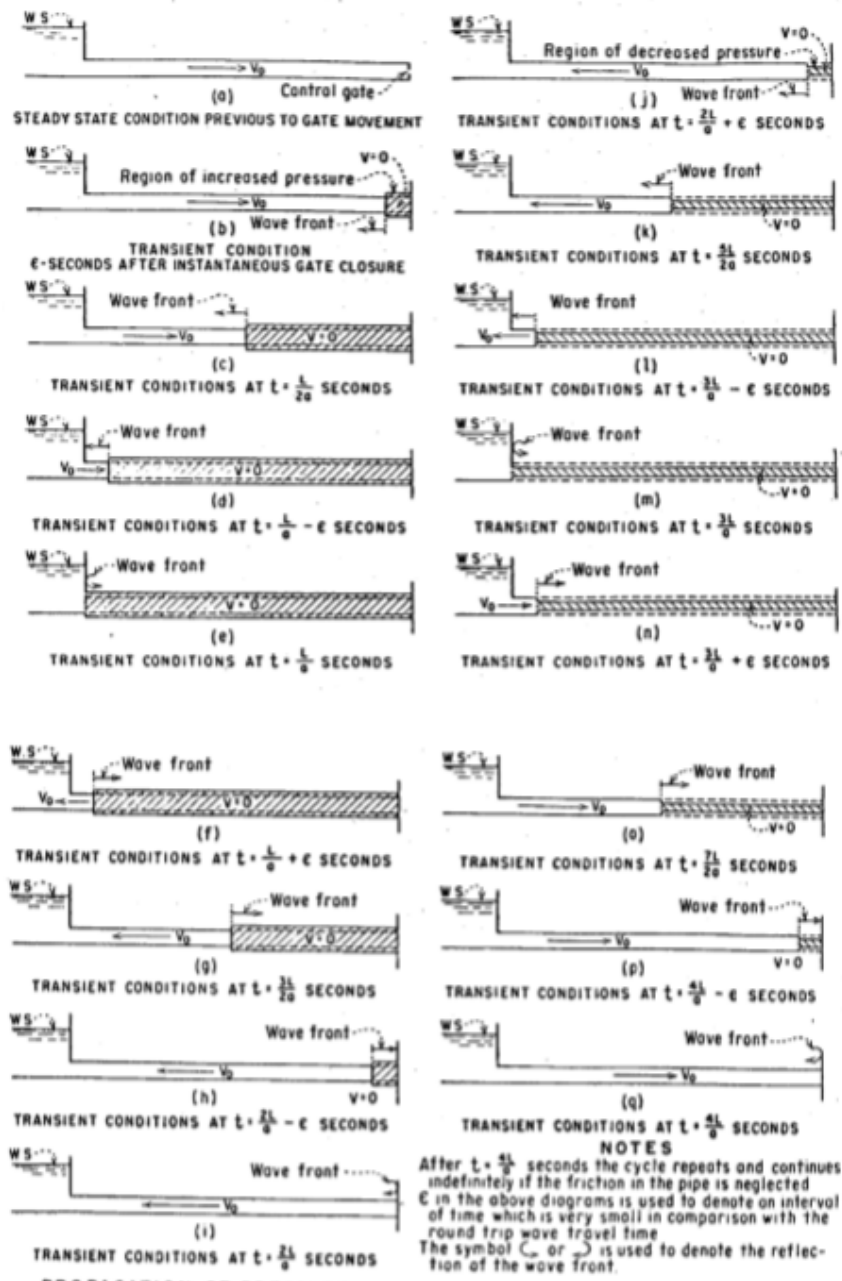 W S
V₀
Control gate
(a)
STEADY STATE CONDITION PREVIOUS TO GATE MOVEMENT
W S
V=0
Region of increased pressure
V₀
(b)
Wave front
TRANSIENT CONDITION
ϵ-SECONDS AFTER INSTANTANEOUS GATE CLOSURE
W S
Wave front
V₀
V=0
(c)
TRANSIENT CONDITIONS AT t = L/2a SECONDS
W S
Wave front
V₀
V=0
(d)
TRANSIENT CONDITIONS AT t = L/a - ϵ SECONDS
W S
Wave front
V=0
(e)
TRANSIENT CONDITIONS AT t = L/a SECONDS
W.S
Wave front
V₀
V=0
(f)
TRANSIENT CONDITIONS AT t = L/a + ϵ SECONDS
W S
Wave front
V₀
V=0
(g)
TRANSIENT CONDITIONS AT t = 3L/2a SECONDS
W S
Wave front
V₀
(h)
V=0
TRANSIENT CONDITIONS AT t = 2L/a - ϵ SECONDS
W S
Wave front
V₀
(i)
TRANSIENT CONDITIONS AT t = 2L/a SECONDS
W S
V=0
Region of decreased pressure
V₀
(j)
Wave front
TRANSIENT CONDITIONS AT t = 2L/a + ϵ SECONDS
W S
Wave front
V₀
(k)
V=0
TRANSIENT CONDITIONS AT t = 5L/2a SECONDS
W S
Wave front
V₀
(l)
V=0
TRANSIENT CONDITIONS AT t = 3L/a - ϵ SECONDS
W S
Wave front
(m)
V=0
TRANSIENT CONDITIONS AT t = 3L/a SECONDS
W S
Wave front
V₀
(n)
V=0
TRANSIENT CONDITIONS AT t = 3L/a + ϵ SECONDS
W S
Wave front
V₀
(o)
V=0
TRANSIENT CONDITIONS AT t = 7L/2a SECONDS
W S
Wave front
V₀
(p)
V=0
TRANSIENT CONDITIONS AT t = 4L/a - ϵ SECONDS
W S
Wave front
V₀
(q)
TRANSIENT CONDITIONS AT t = 4L/a SECONDS
NOTES
After t = 4L/a seconds the cycle repeats and continues
indefinitely if the friction in the pipe is neglected
ϵ in the above diagrams is used to denote an interval
of time which is very small in comparison with the
round trip wave travel time
The symbol or is used to denote the reflec-
tion of the wave front.